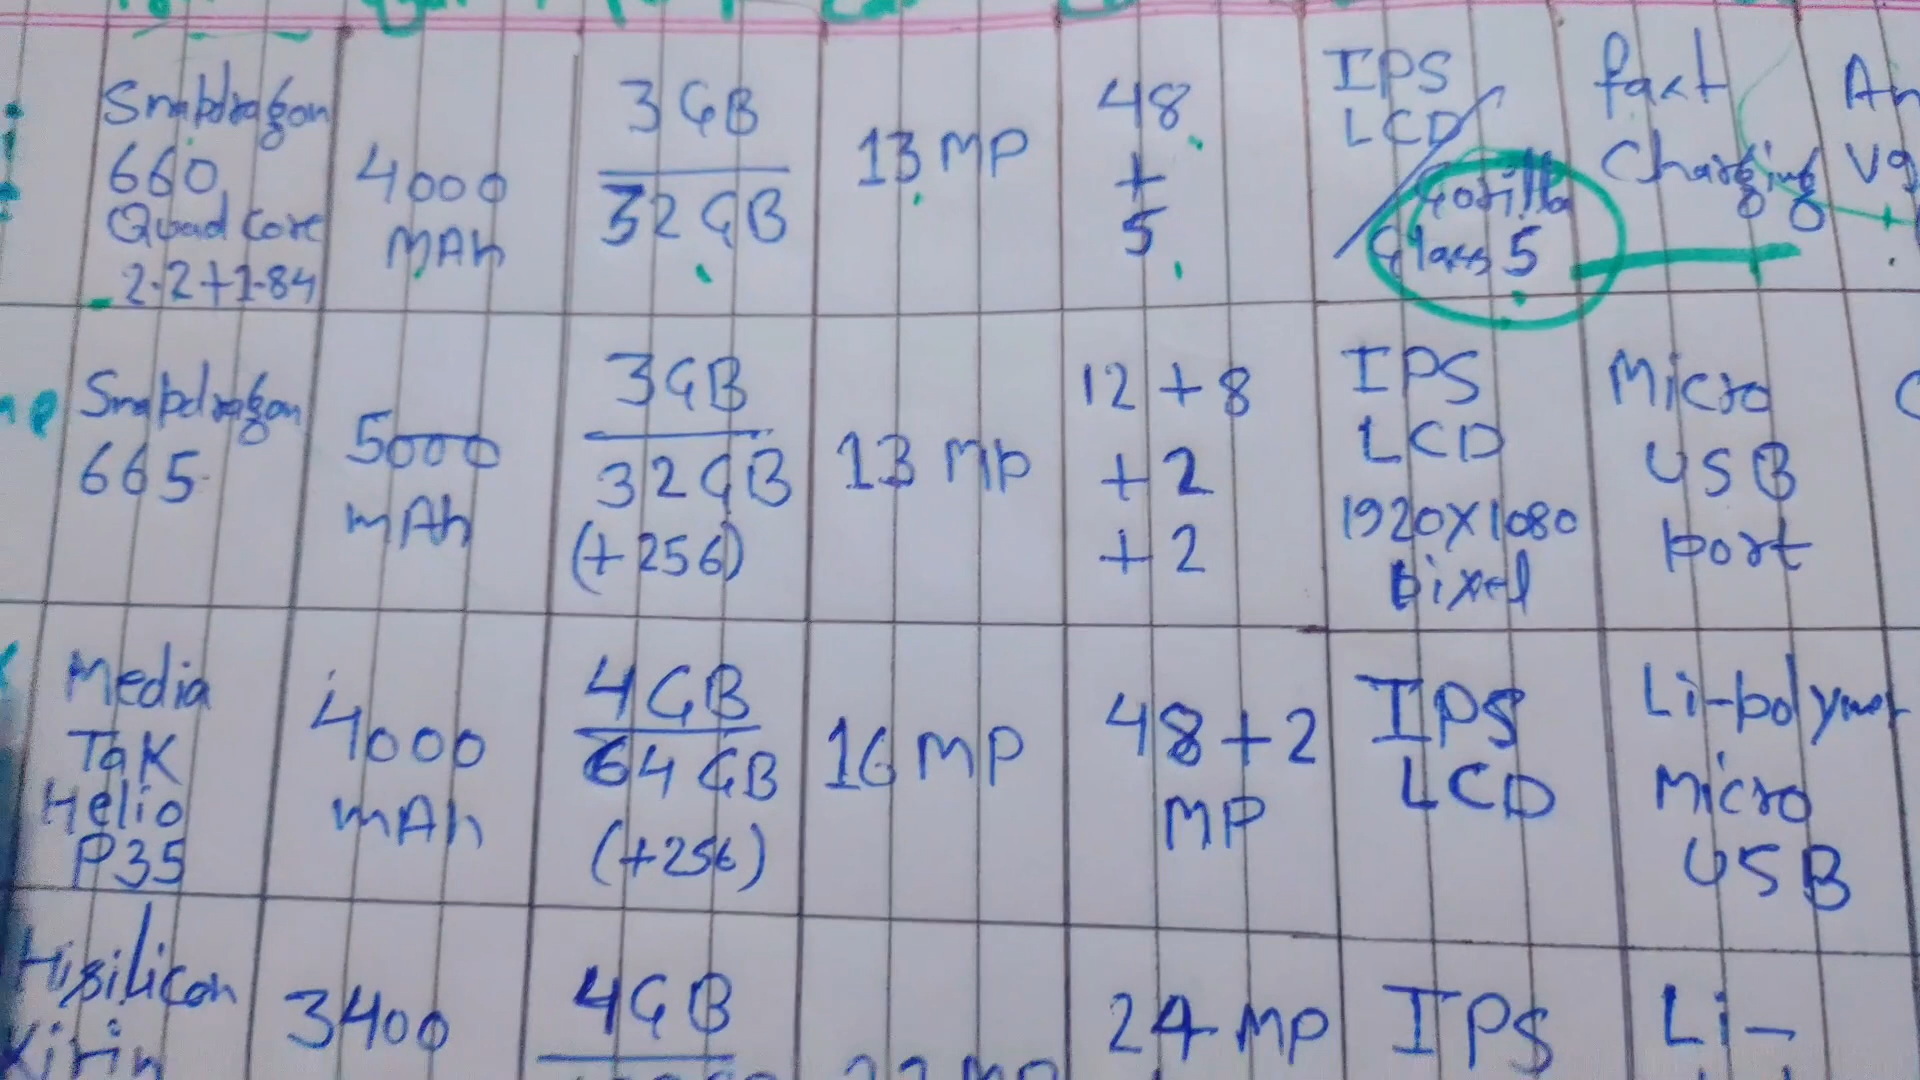 Snapdragon
660
Quad Core
2.2+1.84
4000
MAh
3GB
32GB
13 MP
48
+
5
IPS
LCD/
Gorilla
Glass 5
fast
Charging
Snapdragon
665
5000
mAh
3GB
32GB
(+256)
13 MP
12 + 8
+ 2
+ 2
IPS
LCD
1920X1080
pixel
Micro
USB
port
Media
Tak
Helio
P35
4000
mAh
4GB
64GB
(+256)
16 MP
48+2
MP
IPS
LCD
Li-polymer
Micro
USB
Hisilicon
Kirin
3400
4GB
24 MP
IPS
Li-